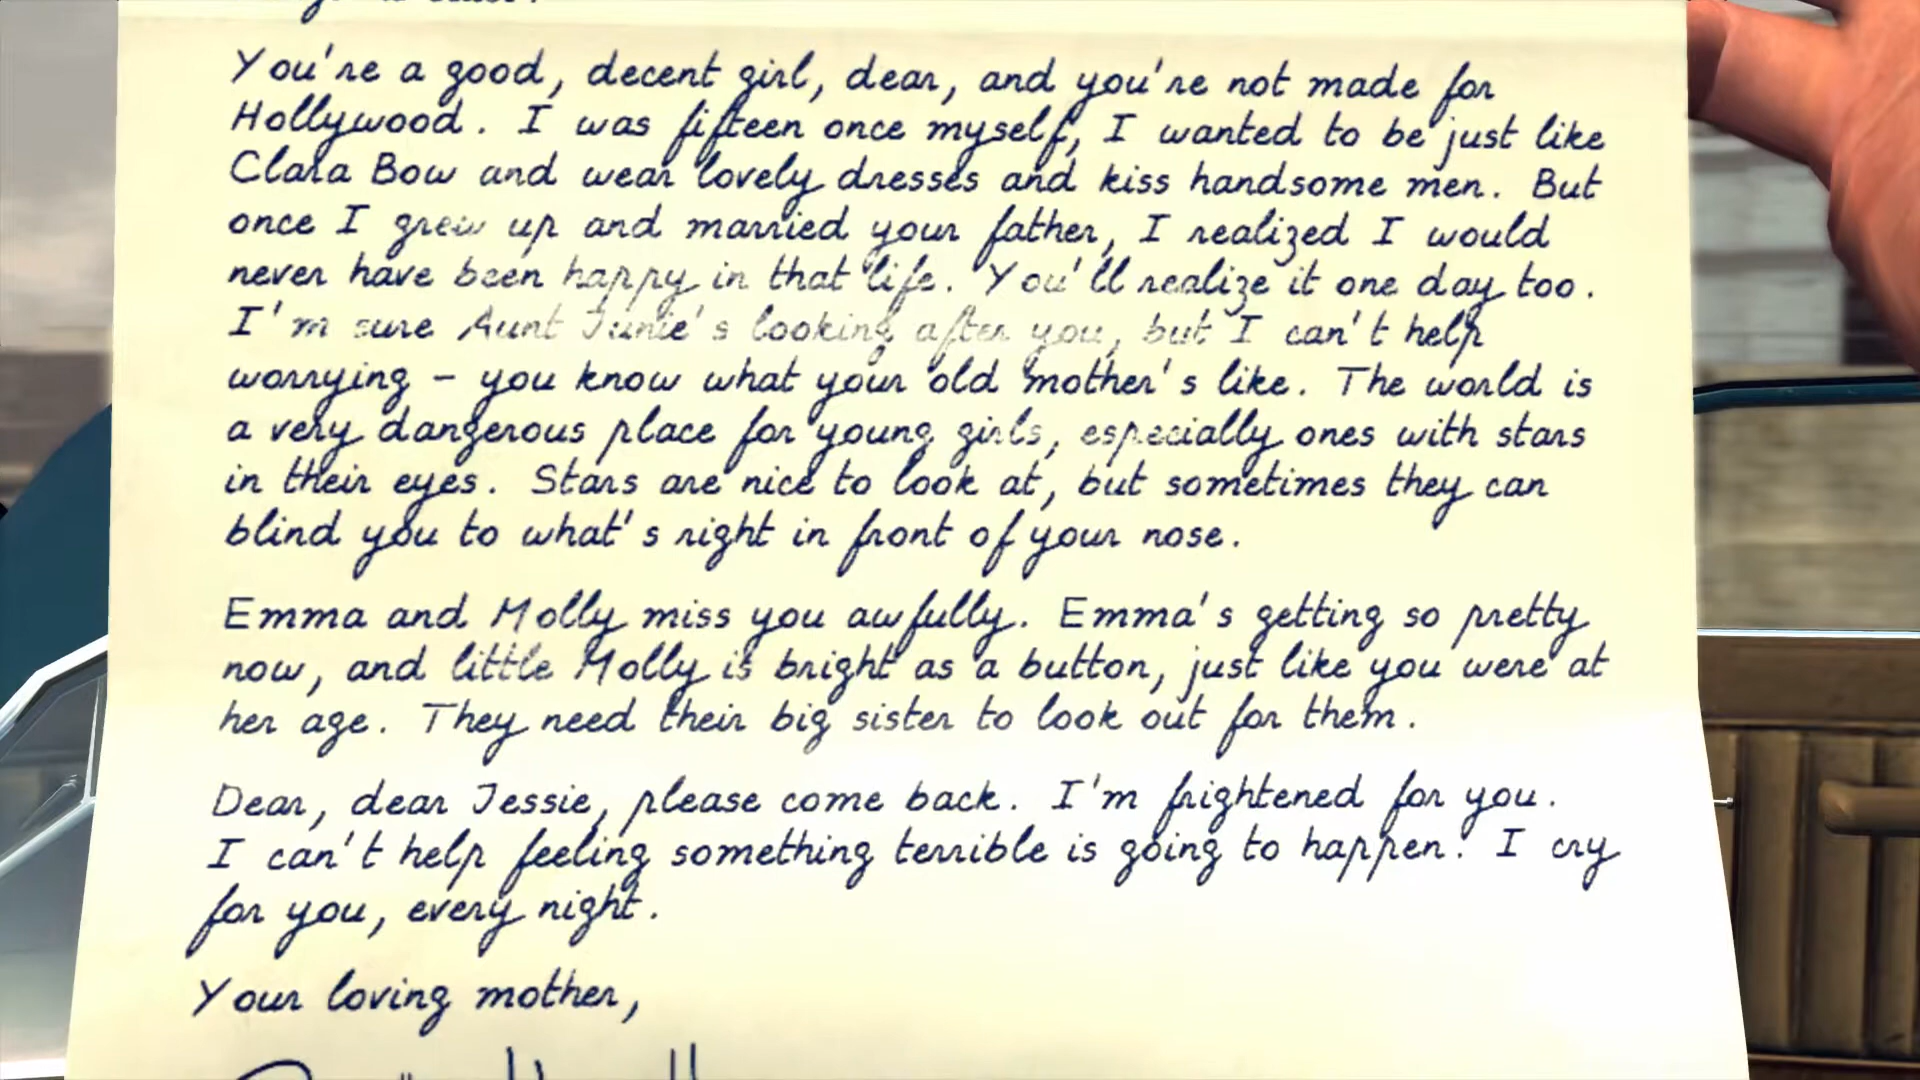 You're a good, decent girl, dear, and you're not made for
Hollywood. I was fifteen once myself, I wanted to be just like
Clara Bow and wear lovely dresses and kiss handsome men. But
once I grew up and married your father, I realized I would
never have been happy in that life. You'll realize it one day too.
I'm sure Aunt Junie's looking after you, but I can't help
worrying - you know what your old mother's like. The world is
a very dangerous place for young girls, especially ones with stars
in their eyes. Stars are nice to look at, but sometimes they can
blind you to what's right in front of your nose.
Emma and Molly miss you awfully. Emma's getting so pretty
now, and little Molly is bright as a button, just like you were at
her age. They need their big sister to look out for them.
Dear, dear Jessie, please come back. I'm frightened for you.
I can't help feeling something terrible is going to happen. I cry
for you, every night.
Your loving mother,